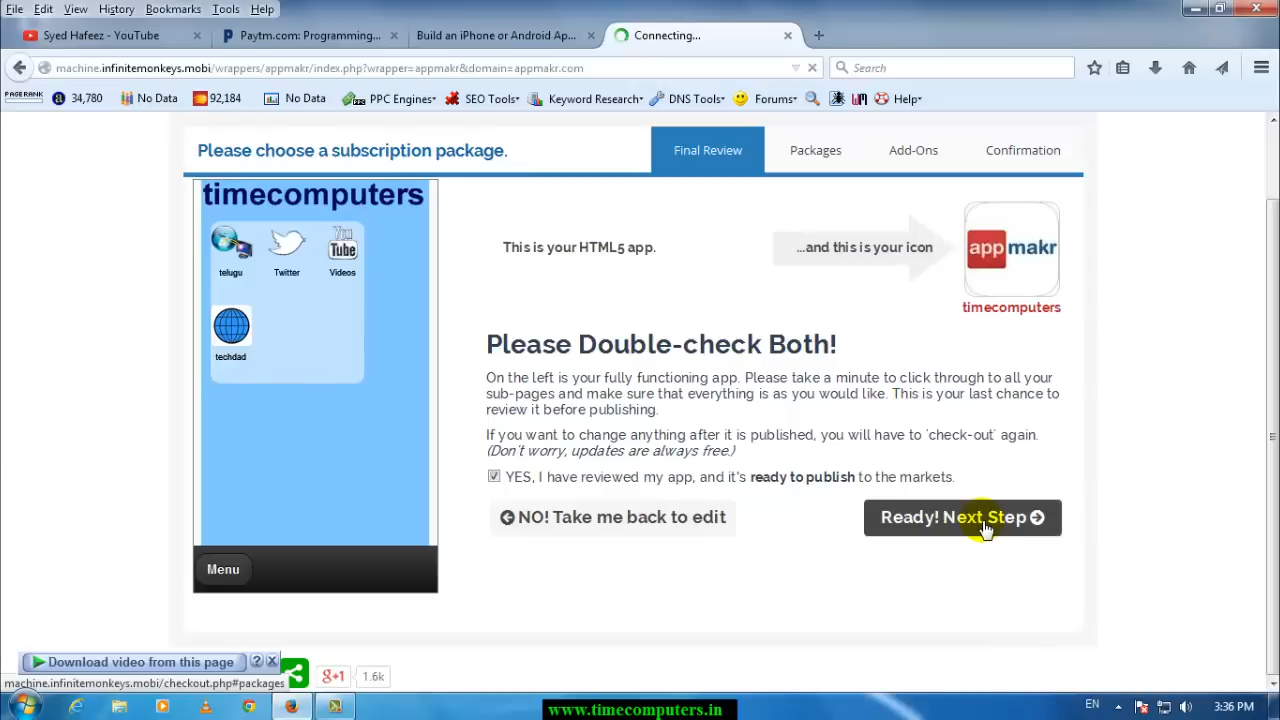 File Edit View History Bookmarks Tools Help
Syed Hafeez - YouTube
Paytm.com: Programming...
Build an iPhone or Android Ap...
Connecting...
machine.infinitemonkeys.mobi/wrappers/appmakr/index.php?wrapper=appmakr&domain=appmakr.com
Search
PAGERANK 34,780 No Data 92,184 No Data PPC Engines SEO Tools Keyword Research DNS Tools Forums Help
Please choose a subscription package.
Final Review Packages Add-Ons Confirmation
timecomputers
telugu Twitter Videos
You Tube
techdad
Menu
This is your HTML5 app.
...and this is your icon
appmakr
timecomputers
Please Double-check Both!
On the left is your fully functioning app. Please take a minute to click through to all your
sub-pages and make sure that everything is as you would like. This is your last chance to
review it before publishing.
If you want to change anything after it is published, you will have to 'check-out' again.
(Don't worry, updates are always free.)
YES, I have reviewed my app, and it's ready to publish to the markets.
NO! Take me back to edit
Ready! Next Step
Download video from this page ? X
g+1 1.6k
machine.infinitemonkeys.mobi/checkout.php#packages
www.timecomputers.in
EN
3:36 PM